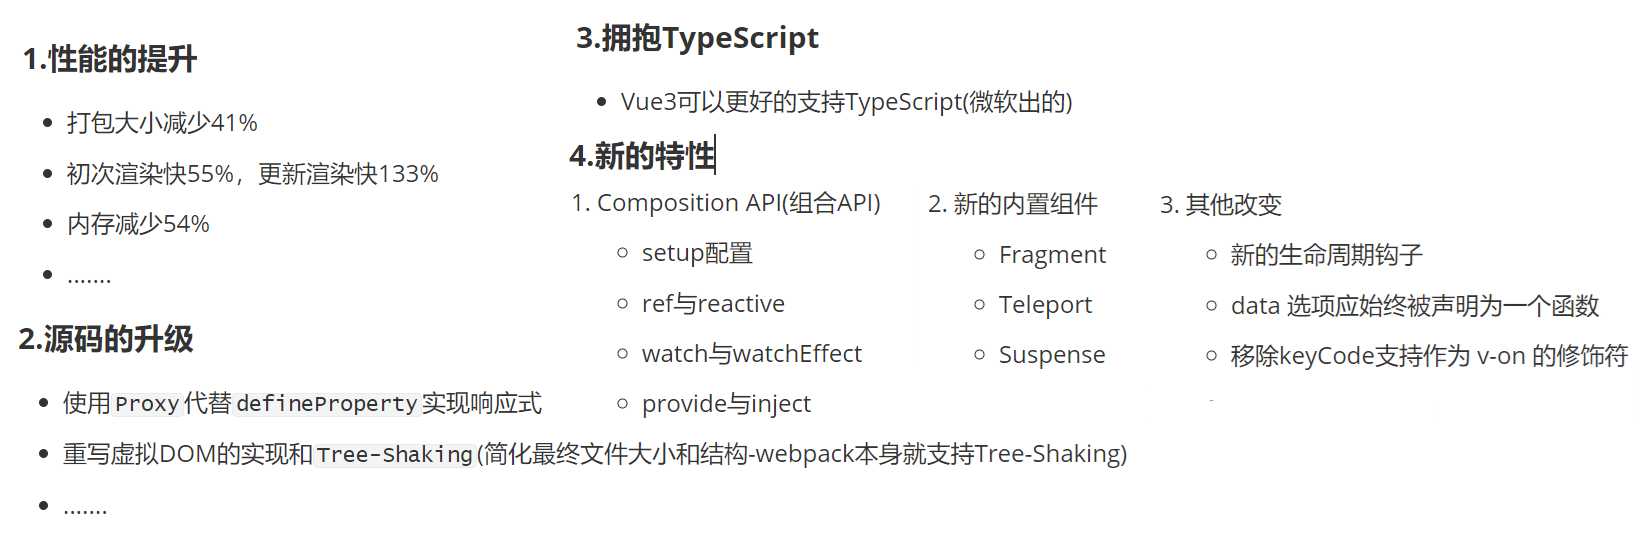 1.性能的提升
打包大小减少41%
初次渲染快55%，更新渲染快133%
内存减少54%
.......
2.源码的升级
使用Proxy代替defineProperty实现响应式
重写虚拟DOM的实现和Tree-Shaking(简化最终文件大小和结构-webpack本身就支持Tree-Shaking)
.......
3.拥抱TypeScript
Vue3可以更好的支持TypeScript(微软出的)
4.新的特性
1. Composition API(组合API)
setup配置
ref与reactive
watch与watchEffect
provide与inject
2. 新的内置组件
Fragment
Teleport
Suspense
3. 其他改变
新的生命周期钩子
data 选项应始终被声明为一个函数
移除keyCode支持作为 v-on 的修饰符